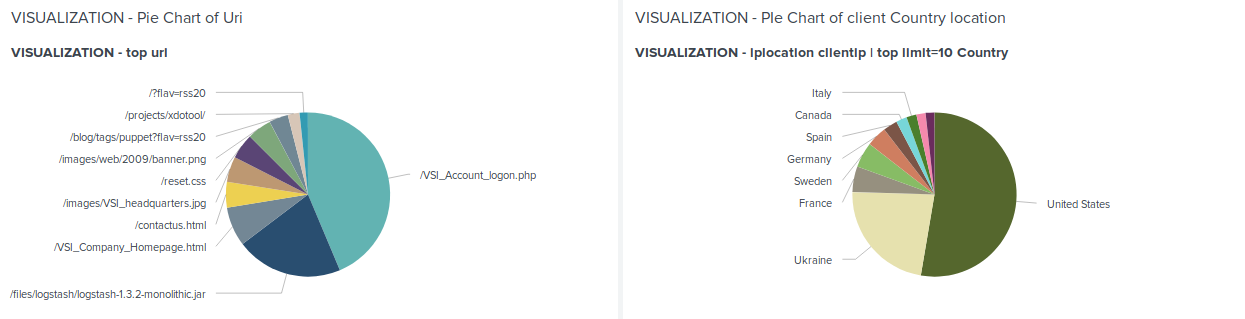 VISUALIZATION - Pie Chart of Uri
VISUALIZATION - top uri
/?flav=rss20
/projects/xdotool/
/blog/tags/puppet?flav=rss20
/images/web/2009/banner.png
/reset.css
/images/VSI_headquarters.jpg
/contactus.html
/VSI_Company_Homepage.html
/files/logstash/logstash-1.3.2-monolithic.jar
/VSI_Account_logon.php
VISUALIZATION - PIe Chart of client Country location
VISUALIZATION - iplocation clientip | top limit=10 Country
Italy
Canada
Spain
Germany
Sweden
France
Ukraine
United States